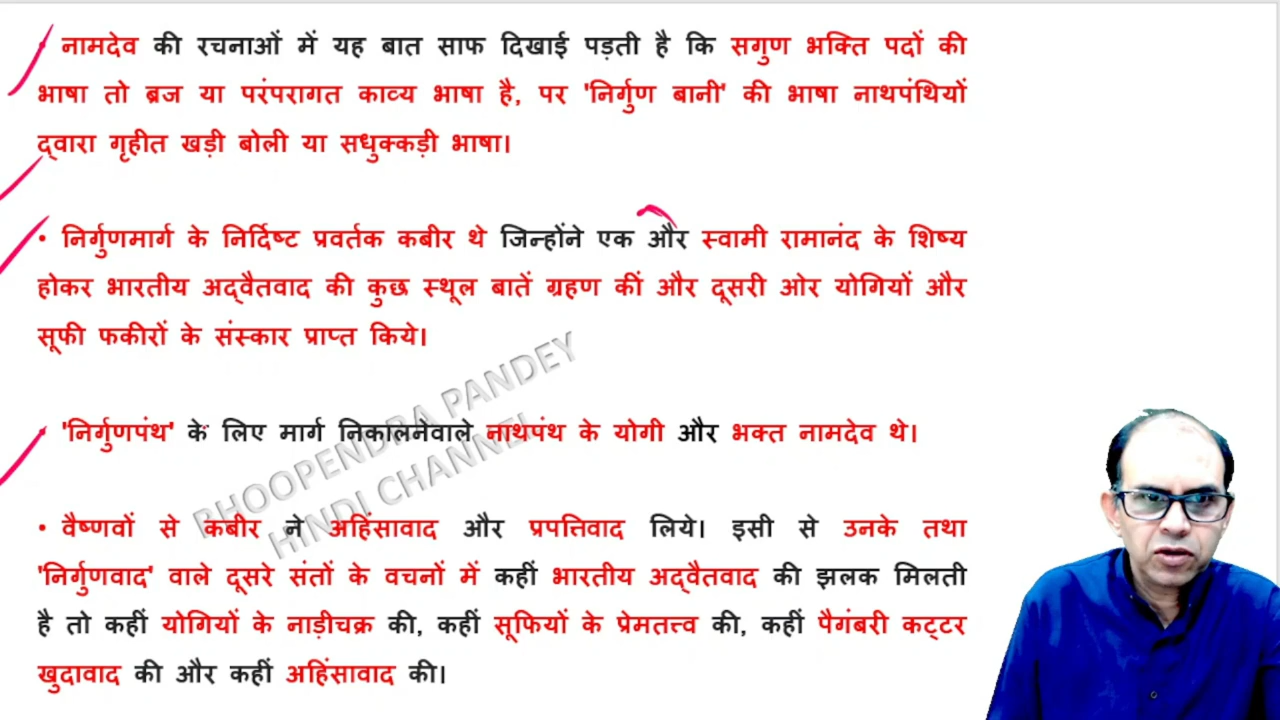 नामदेव की रचनाओं में यह बात साफ दिखाई पड़ती है कि सगुण भक्ति पदों की
भाषा तो ब्रज या परंपरागत काव्य भाषा है, पर 'निर्गुण बानी' की भाषा नाथपंथियों
द्वारा गृहीत खड़ी बोली या सधुक्कड़ी भाषा।
• निर्गुणमार्ग के निर्दिष्ट प्रवर्तक कबीर थे जिन्होंने एक और स्वामी रामानंद के शिष्य
होकर भारतीय अद्वैतवाद की कुछ स्थूल बातें ग्रहण कीं और दूसरी ओर योगियों और
सूफी फकीरों के संस्कार प्राप्त किये।
'निर्गुणपंथ' के लिए मार्ग निकालनेवाले नाथपंथ के योगी और भक्त नामदेव थे।
• वैष्णवों से कबीर ने अहिंसावाद और प्रपत्तिवाद लिये। इसी से उनके तथा
'निर्गुणवाद' वाले दूसरे संतों के वचनों में कहीं भारतीय अद्वैतवाद की झलक मिलती
है तो कहीं योगियों के नाड़ीचक्र की, कहीं सूफियों के प्रेमतत्त्व की, कहीं पैगंबरी कट्टर
खुदावाद की और कहीं अहिंसावाद की।
BHOOPENDRA PANDEY
HINDI CHANNEL